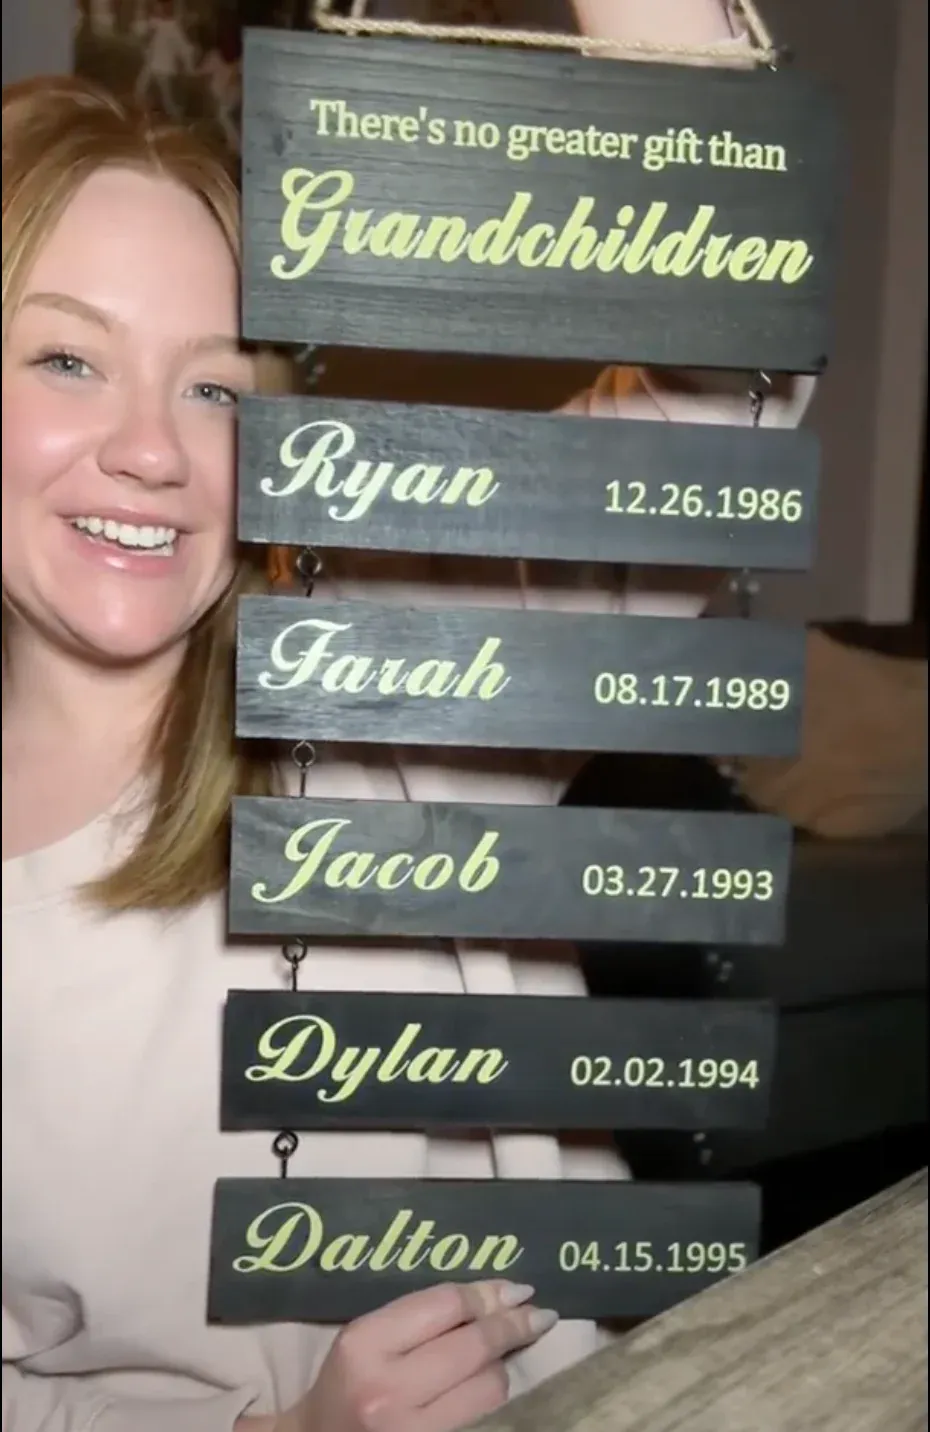 There's no greater gift than
Grandchildren
Ryan 12.26.1986
Farah 08.17.1989
Jacob 03.27.1993
Dylan 02.02.1994
Dalton 04.15.1995